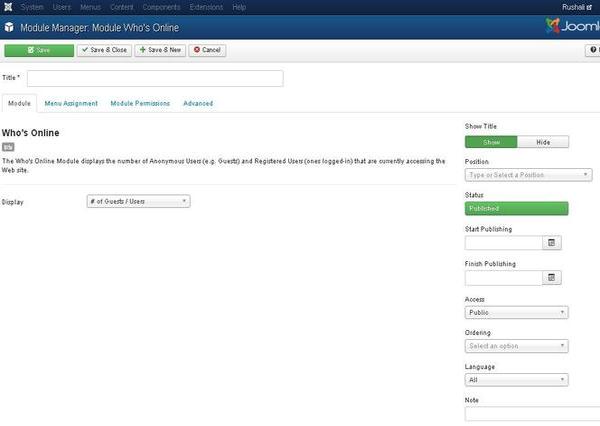 System Users Menus Content Components Extensions Help Rushali
Module Manager: Module Who's Online
Save Save & Close Save & New Cancel
Title *
Module Menu Assignment Module Permissions Advanced
Who's Online
Site
The Who's Online Module displays the number of Anonymous Users (e.g. Guests) and Registered Users (ones logged-in) that are currently accessing the
Web site.
Display # of Guests / Users
Show Title
Show Hide
Position
Type or Select a Position
Status
Published
Start Publishing
Finish Publishing
Access
Public
Ordering
Select an option
Language
All
Note